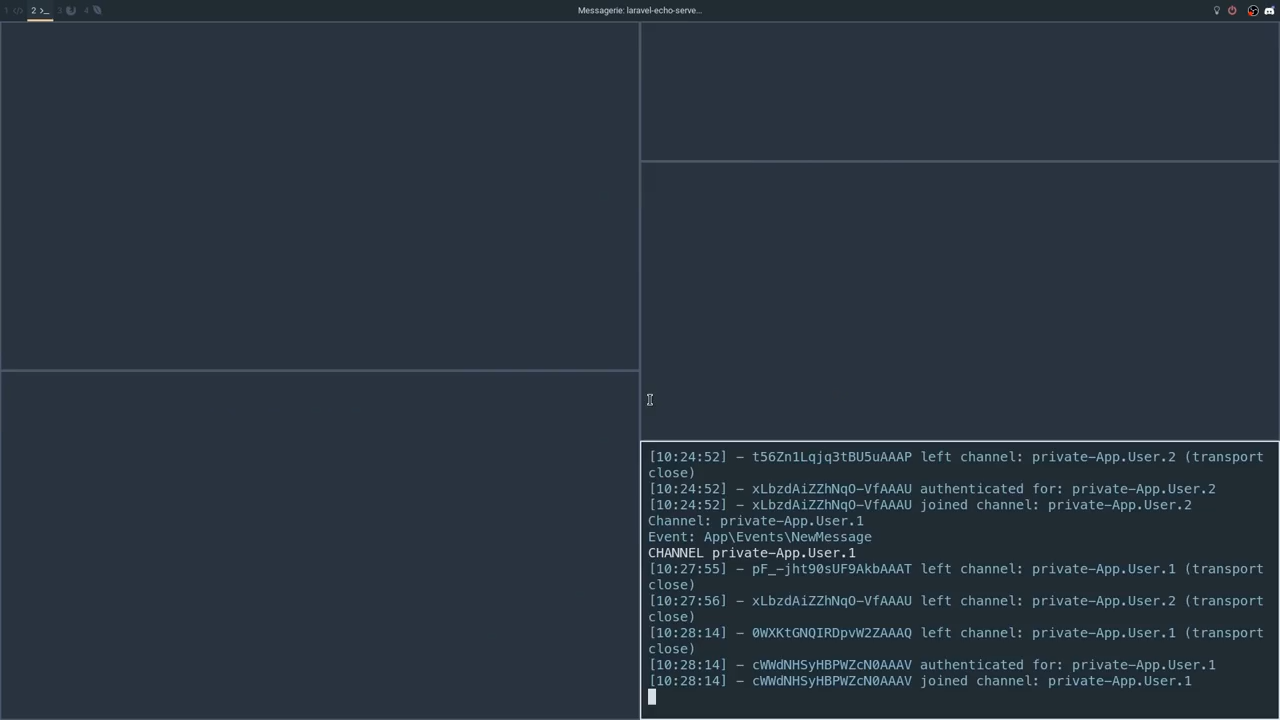 1 2 >_ 3 4
Messagerie: laravel-echo-serve...
[10:24:52] - t56Zn1Lqjq3tBU5uAAAP left channel: private-App.User.2 (transport
close)
[10:24:52] - xLbzdAiZZhNqO-VfAAAU authenticated for: private-App.User.2
[10:24:52] - xLbzdAiZZhNqO-VfAAAU joined channel: private-App.User.2
Channel: private-App.User.1
Event: App\Events\NewMessage
CHANNEL private-App.User.1
[10:27:55] - pF_-jht90sUF9AkbAAAT left channel: private-App.User.1 (transport
close)
[10:27:56] - xLbzdAiZZhNqO-VfAAAU left channel: private-App.User.2 (transport
close)
[10:28:14] - 0WXKtGNQIRDpvW2ZAAAQ left channel: private-App.User.1 (transport
close)
[10:28:14] - cWWdNHSyHBPWZcN0AAAV authenticated for: private-App.User.1
[10:28:14] - cWWdNHSyHBPWZcN0AAAV joined channel: private-App.User.1